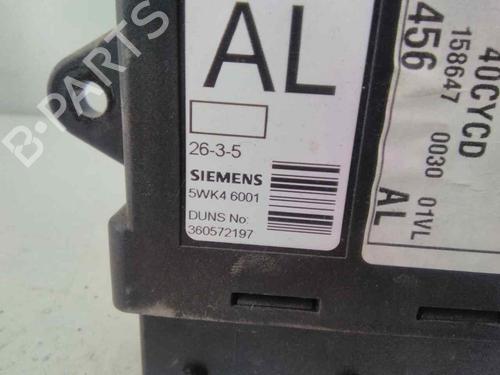 AL
26-3-5
SIEMENS
5WK4 6001
DUNS No:
360572197
456
158647 0030 01VL
40CYCD
AL
B-PARTS